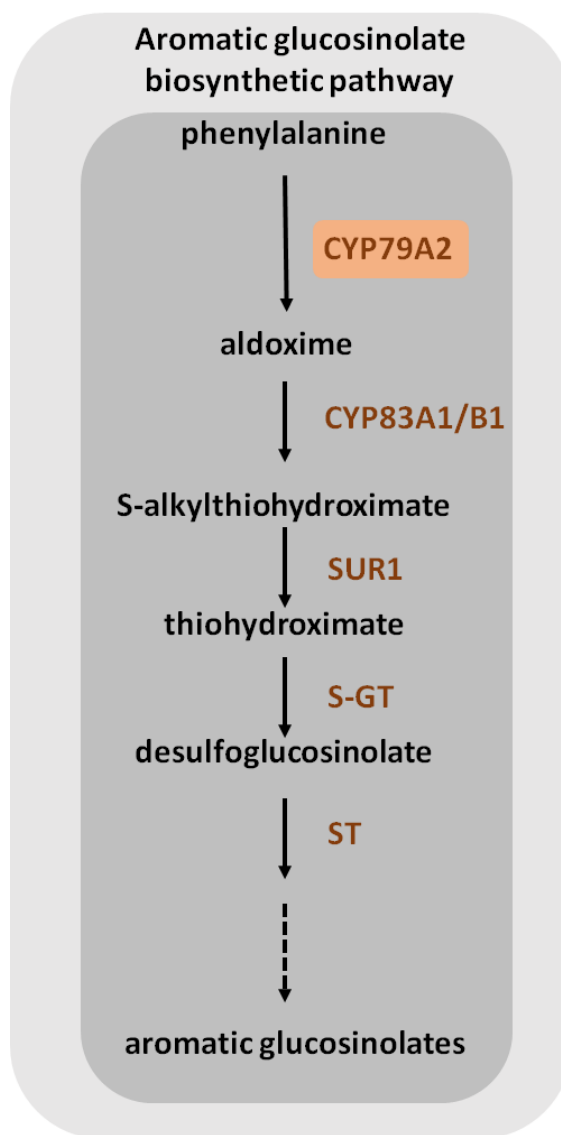 Aromatic glucosinolate
biosynthetic pathway
phenylalanine
CYP79A2
aldoxime
CYP83A1/B1
S-alkylthiohydroximate
SUR1
thiohydroximate
S-GT
desulfoglucosinolate
ST
aromatic glucosinolates